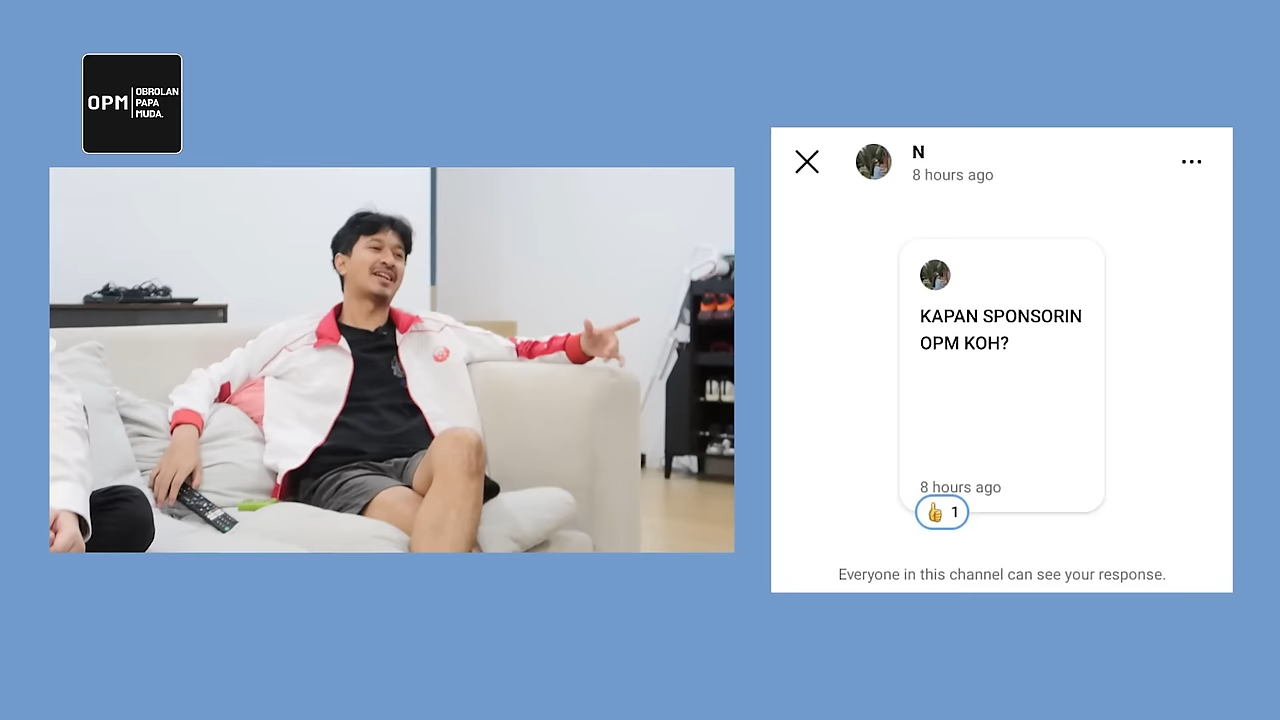 OPM
OBROLAN
PAPA
MUDA.
N
8 hours ago
KAPAN SPONSORIN
OPM KOH?
8 hours ago
👍 1
Everyone in this channel can see your response.